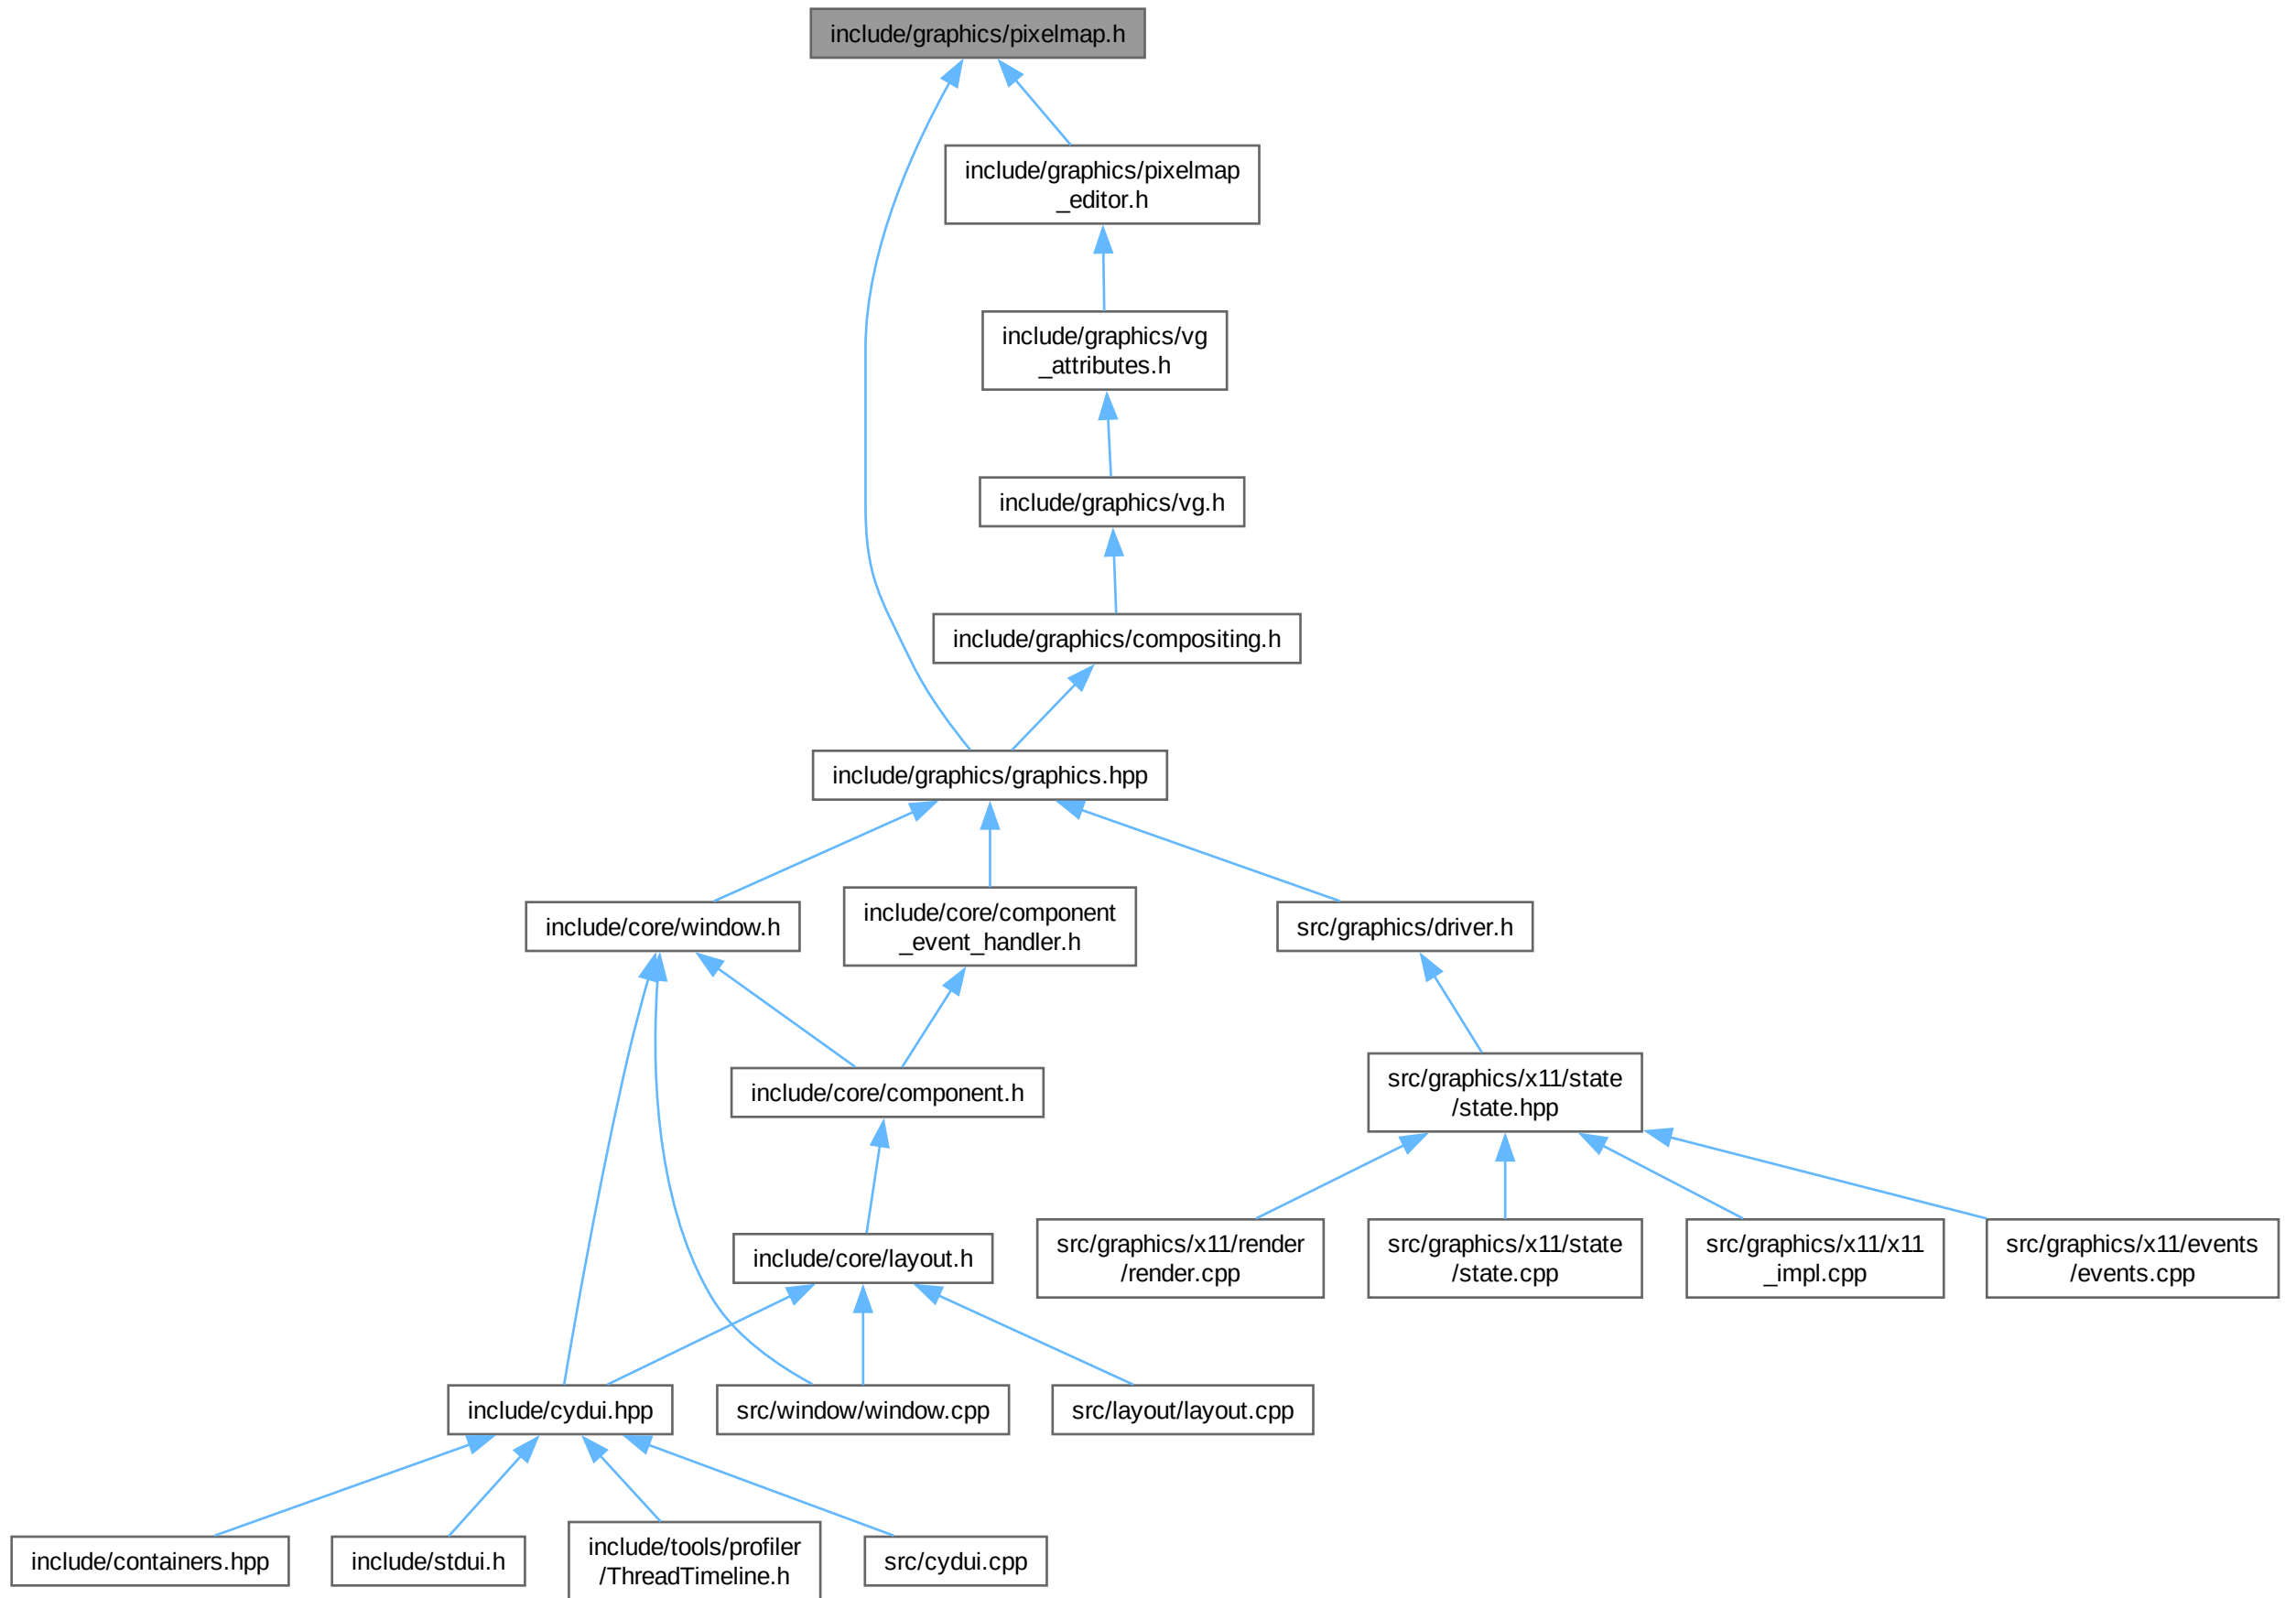 include/graphics/pixelmap.h
include/graphics/pixelmap
_editor.h
include/graphics/vg
_attributes.h
include/graphics/vg.h
include/graphics/compositing.h
include/graphics/graphics.hpp
include/core/window.h
include/core/component
_event_handler.h
src/graphics/driver.h
include/core/component.h
src/graphics/x11/state
/state.hpp
include/core/layout.h
src/graphics/x11/render
/render.cpp
src/graphics/x11/state
/state.cpp
src/graphics/x11/x11
_impl.cpp
src/graphics/x11/events
/events.cpp
include/cydui.hpp
src/window/window.cpp
src/layout/layout.cpp
include/containers.hpp
include/stdui.h
include/tools/profiler
/ThreadTimeline.h
src/cydui.cpp